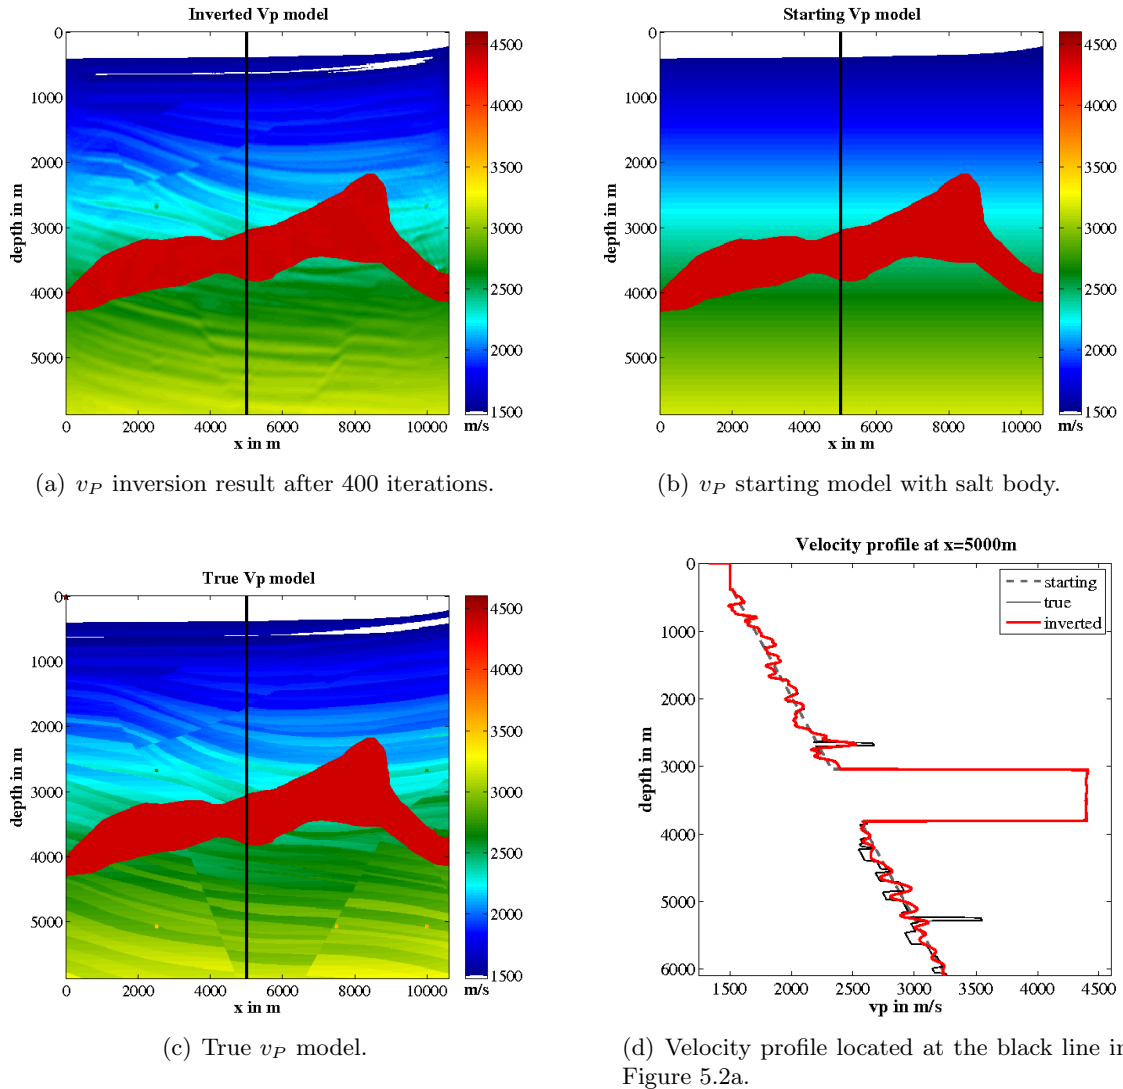 Inverted Vp model
0
1000
2000
3000
4000
5000
depth in m
0 2000 4000 6000 8000 10000
x in m
4500
4000
3500
3000
2500
2000
1500
m/s
(a) vP inversion result after 400 iterations.
Starting Vp model
0
1000
2000
3000
4000
5000
depth in m
0 2000 4000 6000 8000 10000
x in m
4500
4000
3500
3000
2500
2000
1500
m/s
(b) vP starting model with salt body.
True Vp model
0
1000
2000
3000
4000
5000
depth in m
0 2000 4000 6000 8000 10000
x in m
4500
4000
3500
3000
2500
2000
1500
m/s
(c) True vP model.
Velocity profile at x=5000m
0
1000
2000
3000
4000
5000
6000
depth in m
starting
true
inverted
1500 2000 2500 3000 3500 4000 4500
vp in m/s
(d) Velocity profile located at the black line in
Figure 5.2a.